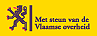 Met steun van de
Vlaamse overheid